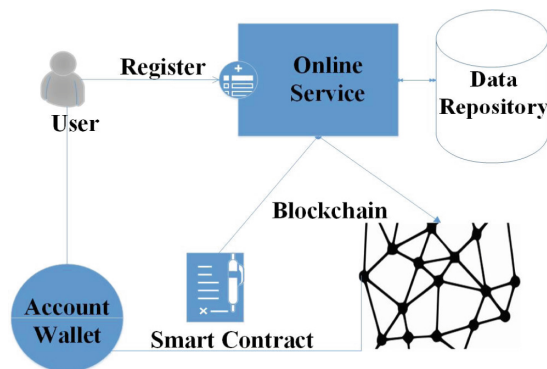 Register
Online
Service
Data
Repository
User
Blockchain
Account
Wallet
Smart Contract